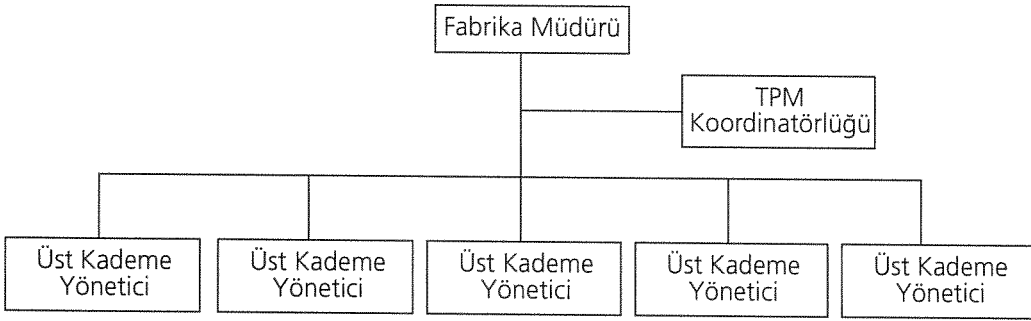 Fabrika Müdürü
TPM
Koordinatörlüğü
Üst Kademe
Yönetici
Üst Kademe
Yönetici
Üst Kademe
Yönetici
Üst Kademe
Yönetici
Üst Kademe
Yönetici